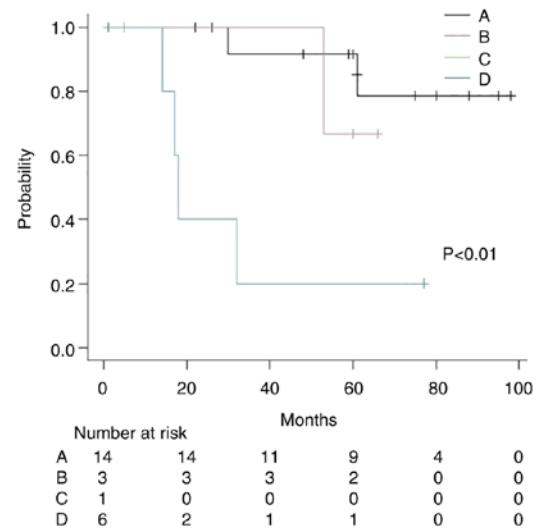 A
B
C
D
1.0
0.8
0.6
0.4
0.2
0.0
Probability
P<0.01
0 20 40 60 80 100
Months
Number at risk
A 14 14 11 9 4 0
B 3 3 3 2 0 0
C 1 0 0 0 0 0
D 6 2 1 1 0 0